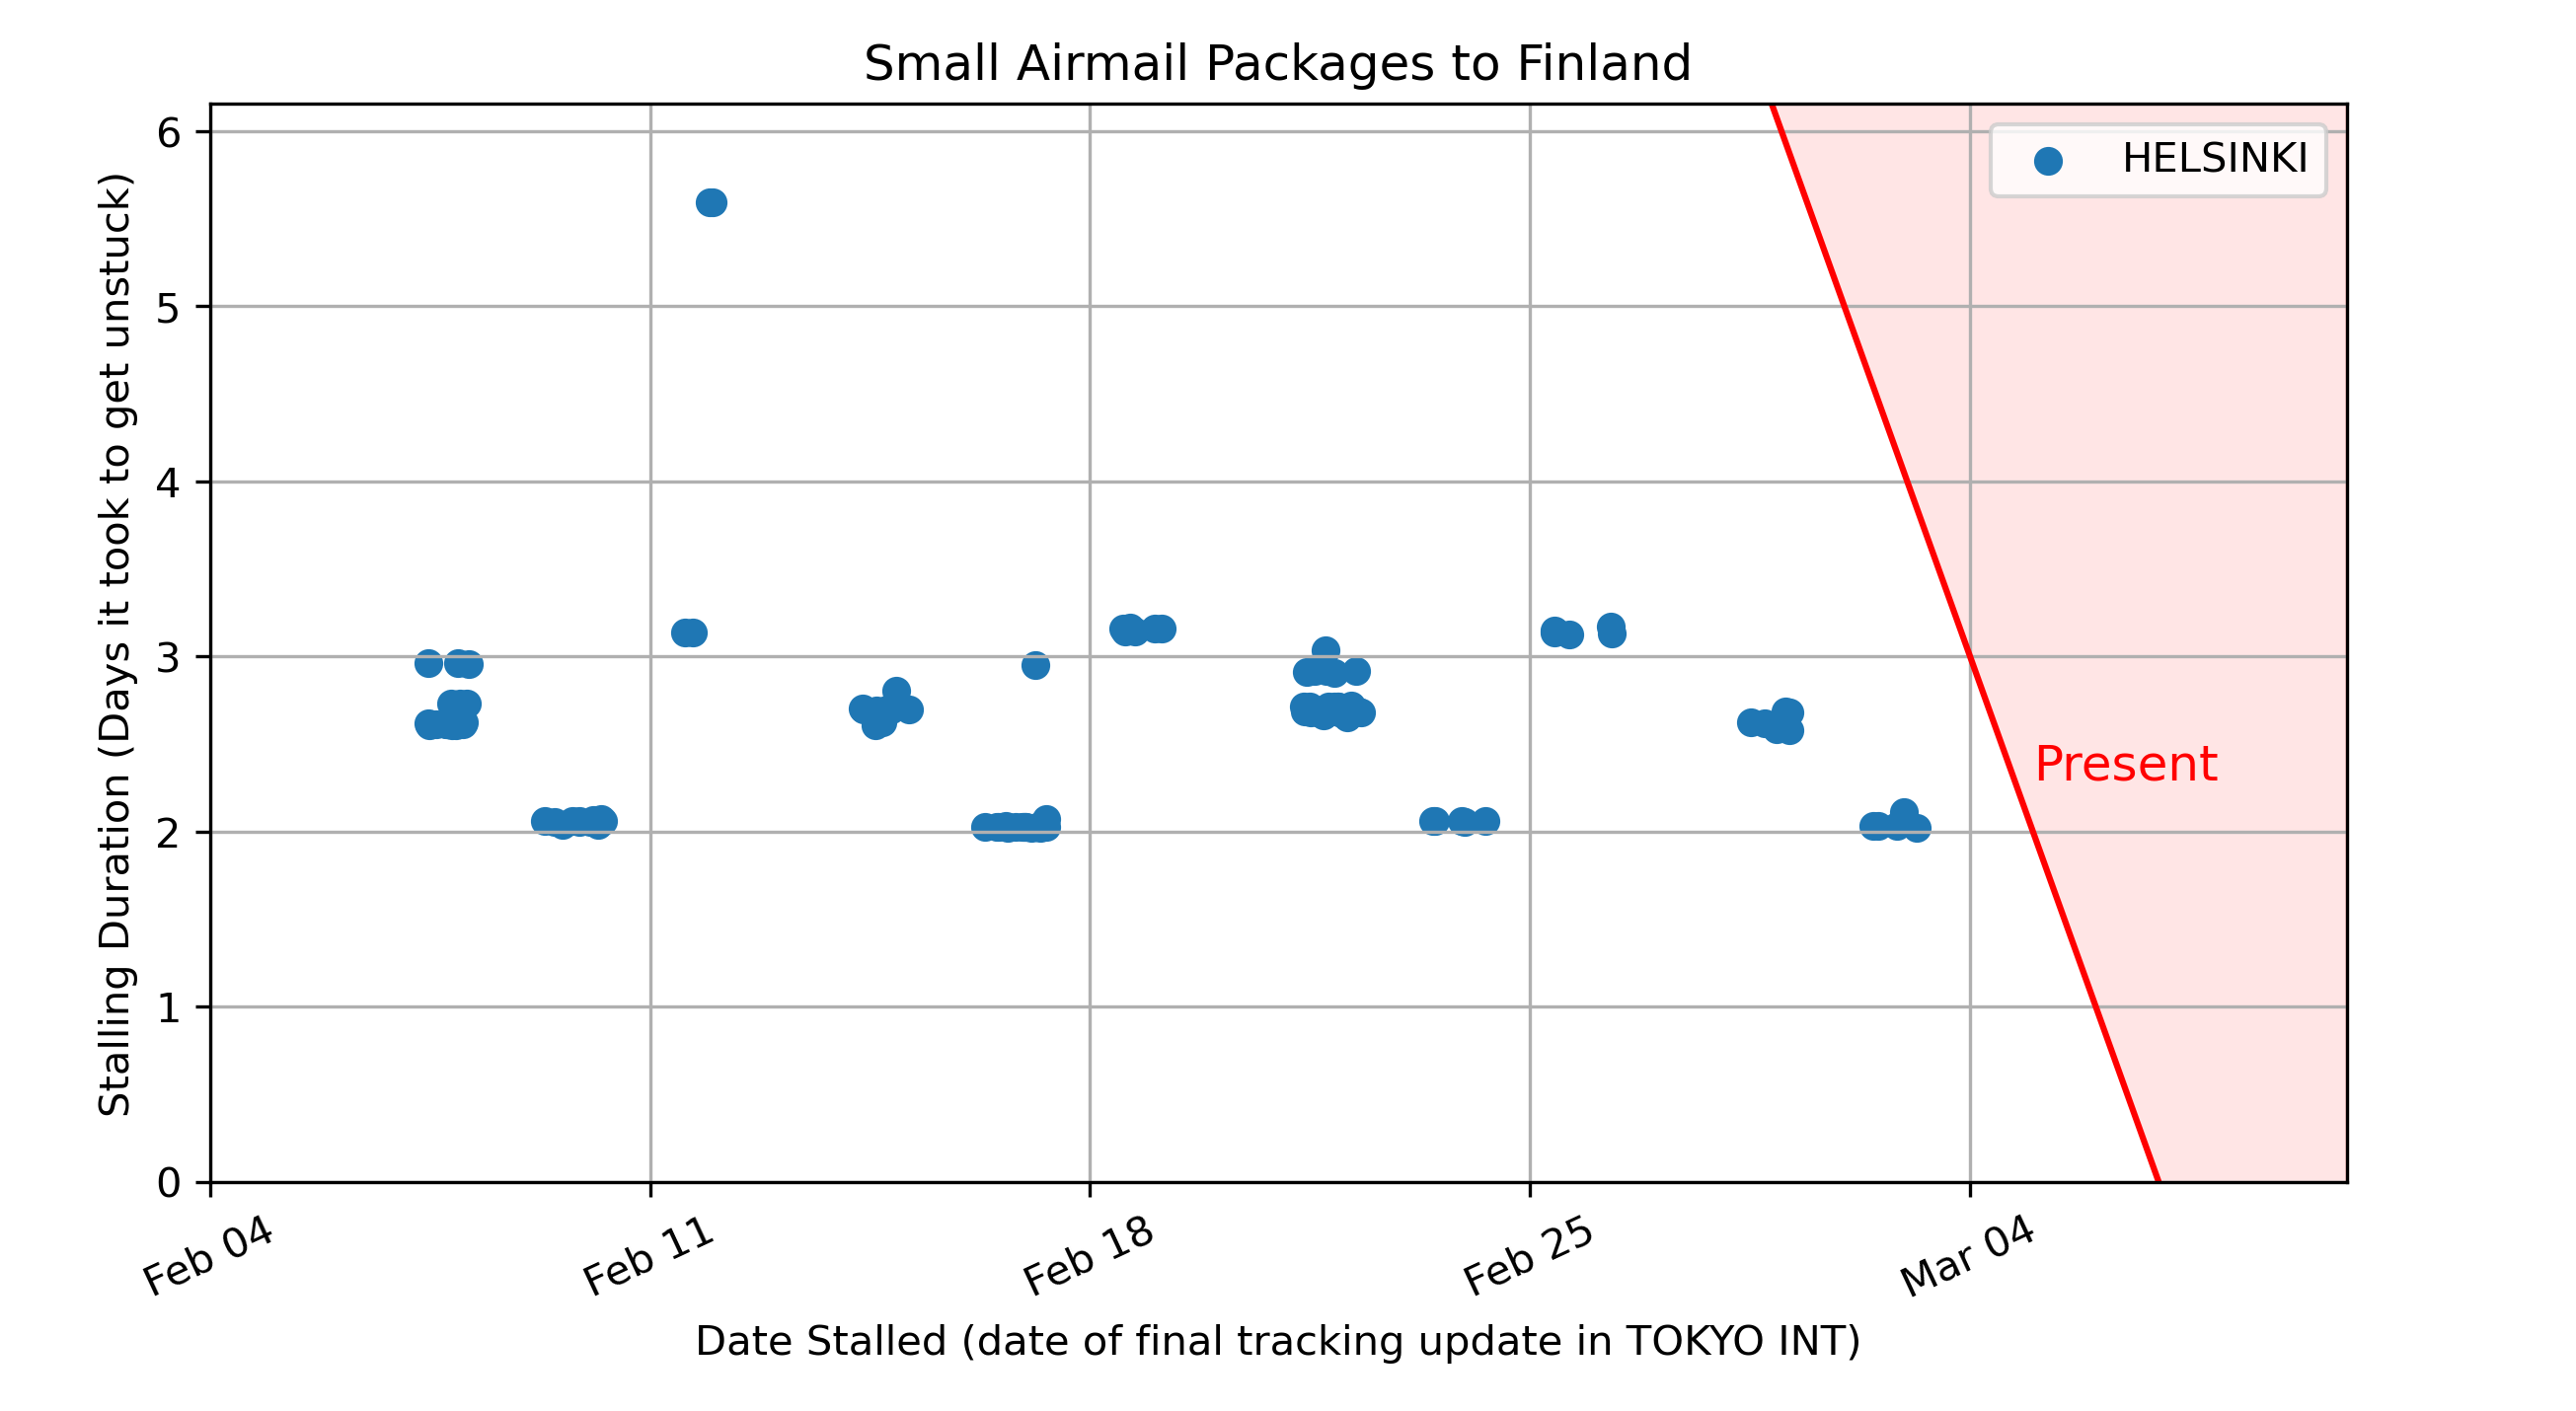 Small Airmail Packages to Finland
HELSINKI
Stalling Duration (Days it took to get unstuck)
6
5
4
3
2
1
0
Present
Feb 04
Feb 11
Feb 18
Feb 25
Mar 04
Date Stalled (date of final tracking update in TOKYO INT)